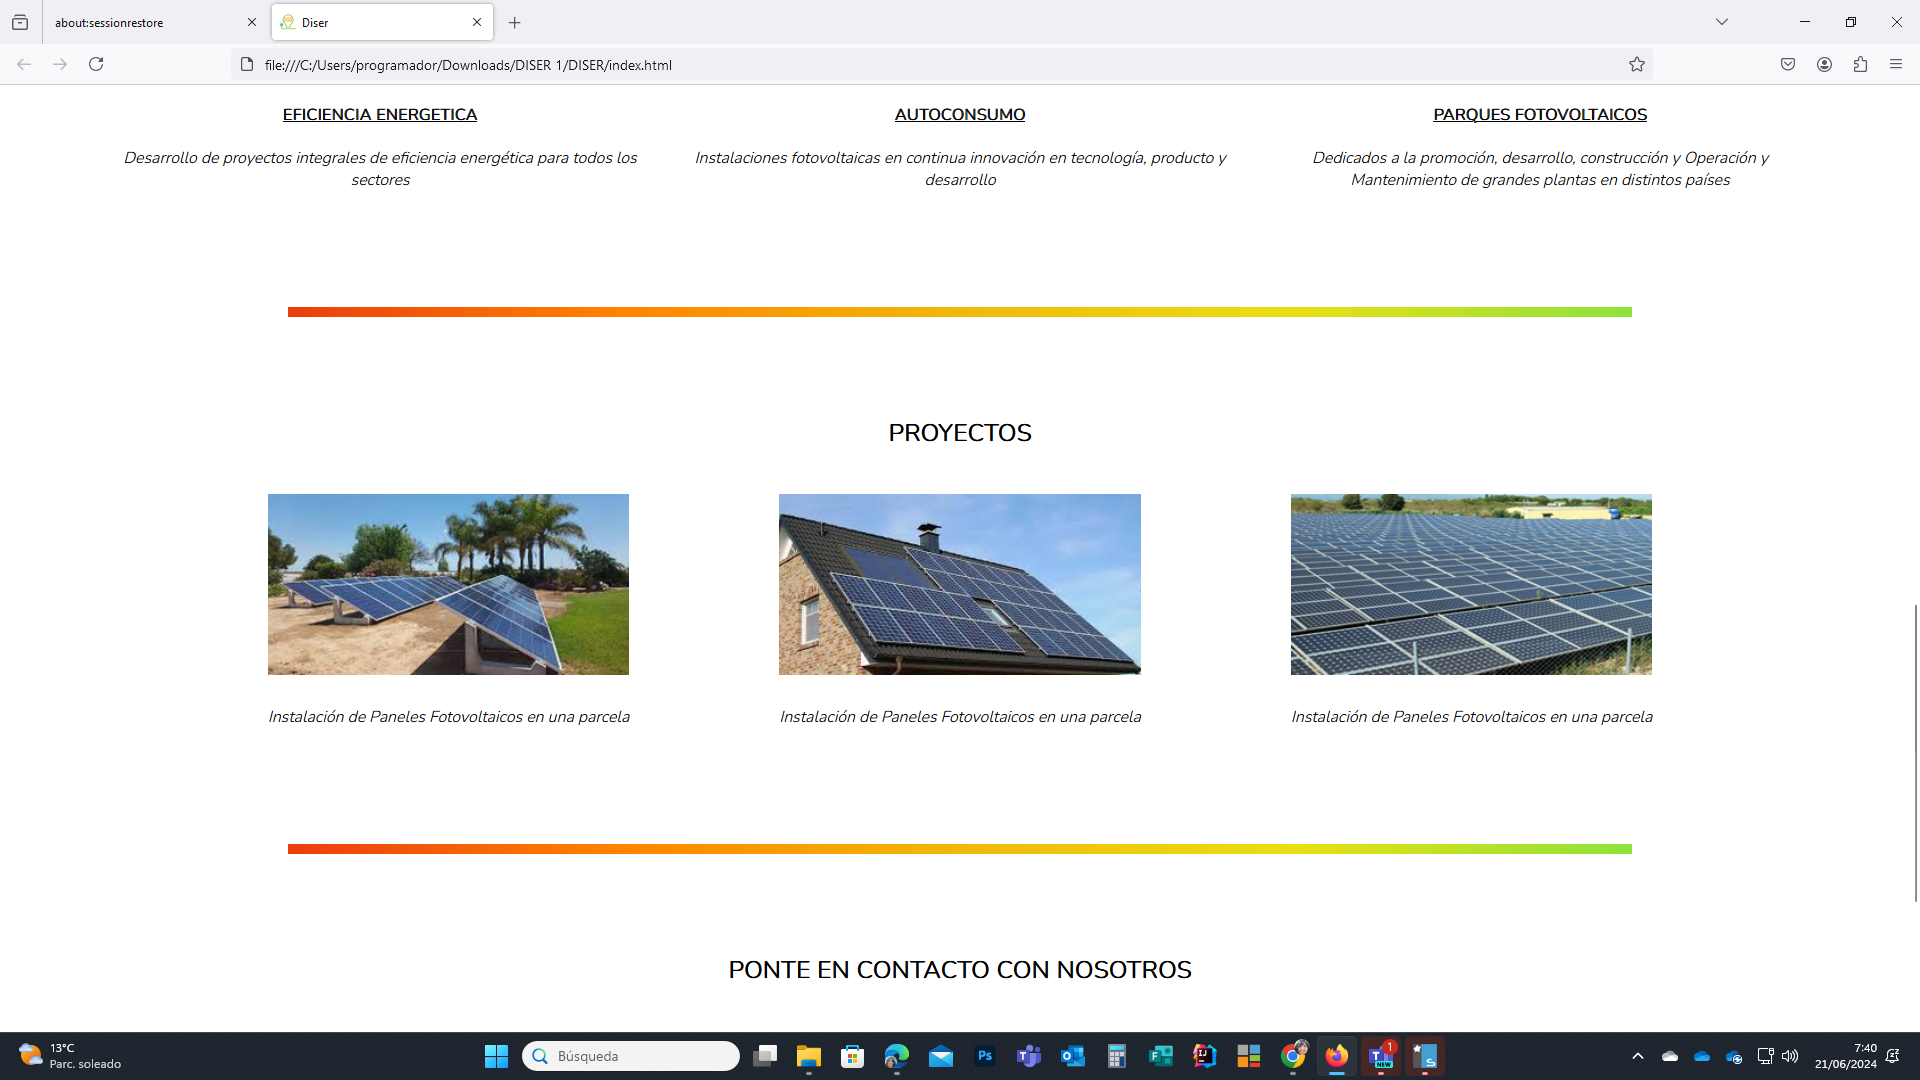 about:sessionrestore
Diser
file:///C:/Users/programador/Downloads/DISER 1/DISER/index.html
EFICIENCIA ENERGETICA
Desarrollo de proyectos integrales de eficiencia energética para todos los
sectores
AUTOCONSUMO
Instalaciones fotovoltaicas en continua innovación en tecnología, producto y
desarrollo
PARQUES FOTOVOLTAICOS
Dedicados a la promoción, desarrollo, construcción y Operación y
Mantenimiento de grandes plantas en distintos países
PROYECTOS
Instalación de Paneles Fotovoltaicos en una parcela
Instalación de Paneles Fotovoltaicos en una parcela
Instalación de Paneles Fotovoltaicos en una parcela
PONTE EN CONTACTO CON NOSOTROS
13°C
Parc. soleado
Búsqueda
Ps
1
NEW
7:40
21/06/2024